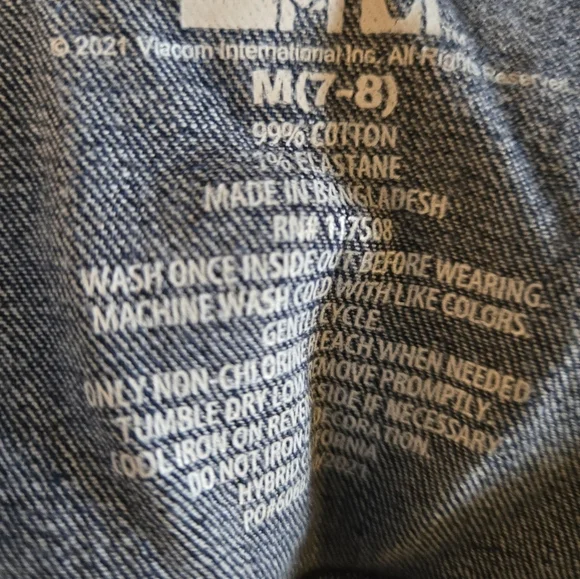 © 2021 Viacom International Inc. All Rights Reserved
M(7-8)
99% COTTON
1% ELASTANE
MADE IN BANGLADESH
RN# 117508
WASH ONCE INSIDE OUT BEFORE WEARING.
MACHINE WASH COLD WITH LIKE COLORS.
GENTLE CYCLE.
ONLY NON-CHLORINE BLEACH WHEN NEEDED
TUMBLE DRY LOW REMOVE PROMPTLY
COOL IRON ON REVERSE SIDE IF NECESSARY
DO NOT IRON DECORATION.
HYBRID